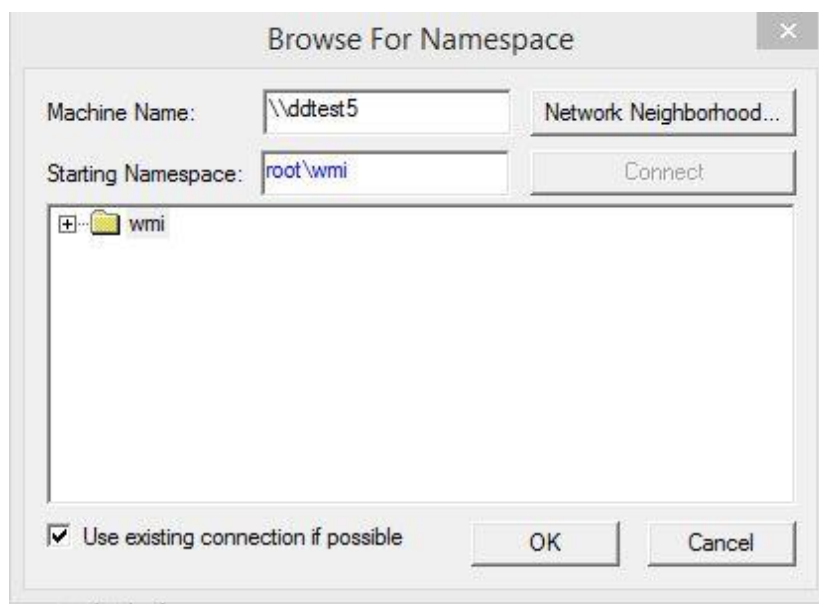 Browse For Namespace
Machine Name: \\ddtest5 Network Neighborhood...
Starting Namespace: root\wmi Connect
wmi
Use existing connection if possible OK Cancel